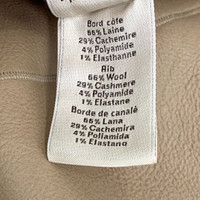 Bord côte
66% Laine
29% Cachemire
4% Polyamide
1% Elasthanne
Rib
66% Wool
29% Cashmere
4% Polyamide
1% Elastane
Borde de canalé
66% Lana
29% Cachemira
4% Poliamida
1% Elastano